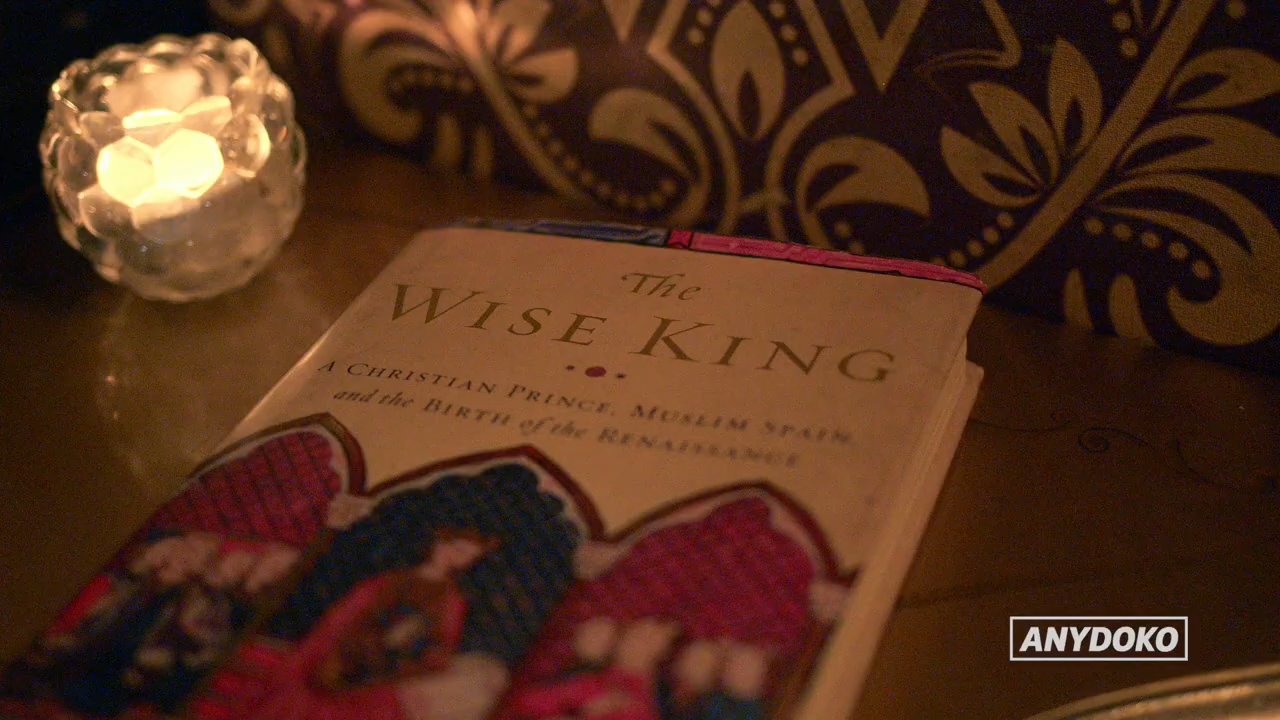 The
WISE KING
A CHRISTIAN PRINCE, MUSLIM SPAIN,
and the BIRTH of the RENAISSANCE
ANYDOKO